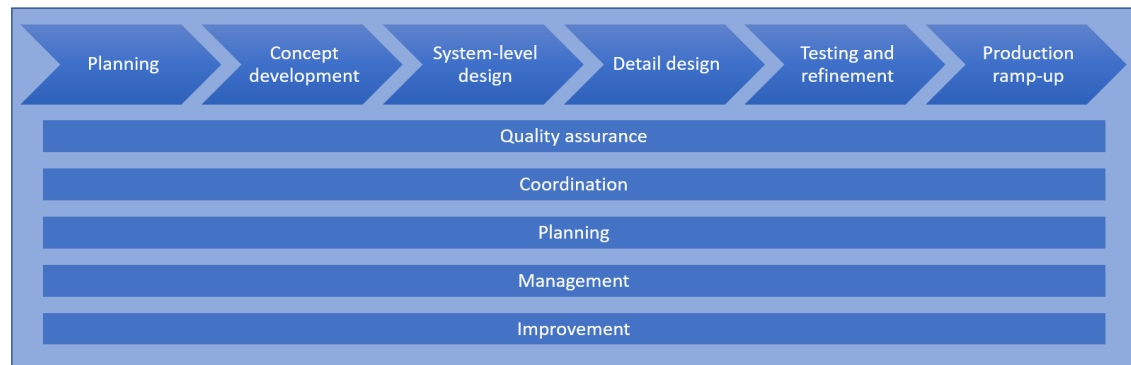 Planning
Concept
development
System-level
design
Detail design
Testing and
refinement
Production
ramp-up
Quality assurance
Coordination
Planning
Management
Improvement